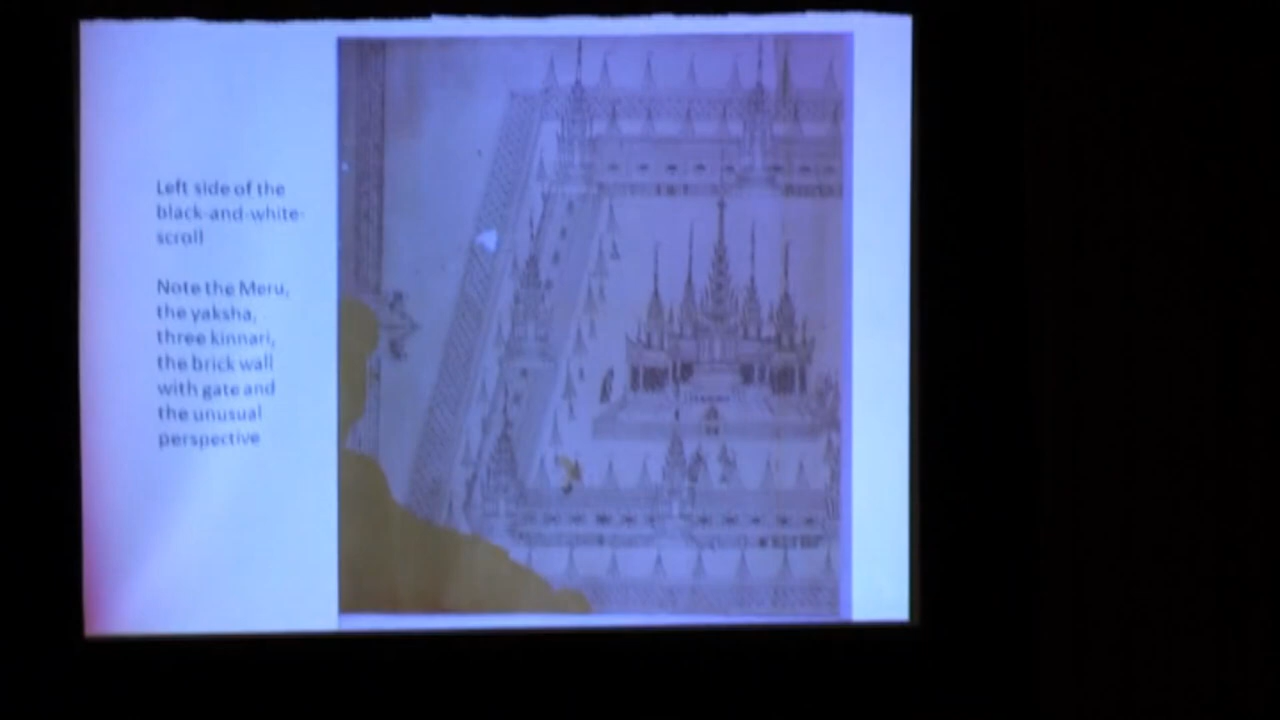 Left side of the
black-and-white-
scroll
Note the Meru,
the yaksha,
three kinnari,
the brick wall
with gate and
the unusual
perspective